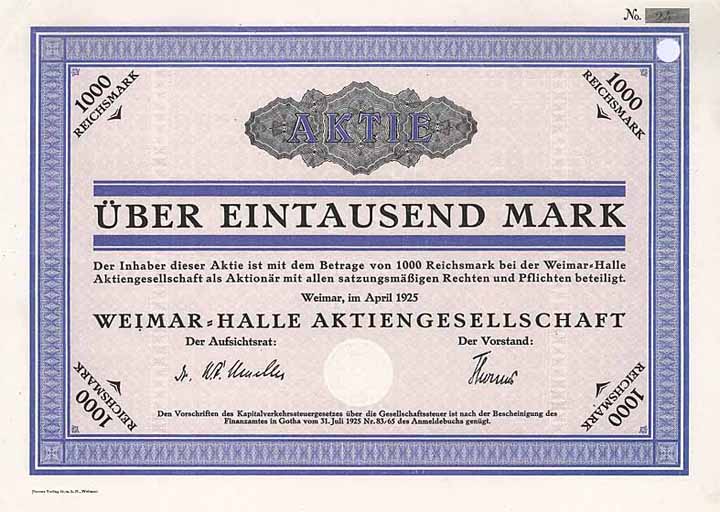 No.
1000
REICHSMARK
1000
REICHSMARK
AKTIE
ÜBER EINTAUSEND MARK
Der Inhaber dieser Aktie ist mit dem Betrage von 1000 Reichsmark bei der Weimar=Halle
Aktiengesellschaft als Aktionär mit allen satzungsmäßigen Rechten und Pflichten beteiligt.
Weimar, im April 1925
WEIMAR=HALLE AKTIENGESELLSCHAFT
Der Aufsichtsrat:
Der Vorstand:
REICHSMARK
1000
REICHSMARK
1000
Den Vorschriften des Kapitalverkehrssteuergesetzes über die Gesellschaftssteuer ist nach der Bescheinigung des
Finanzamtes in Gotha vom 31. Juli 1925 Nr. 83/65 des Anmeldebuchs genügt.